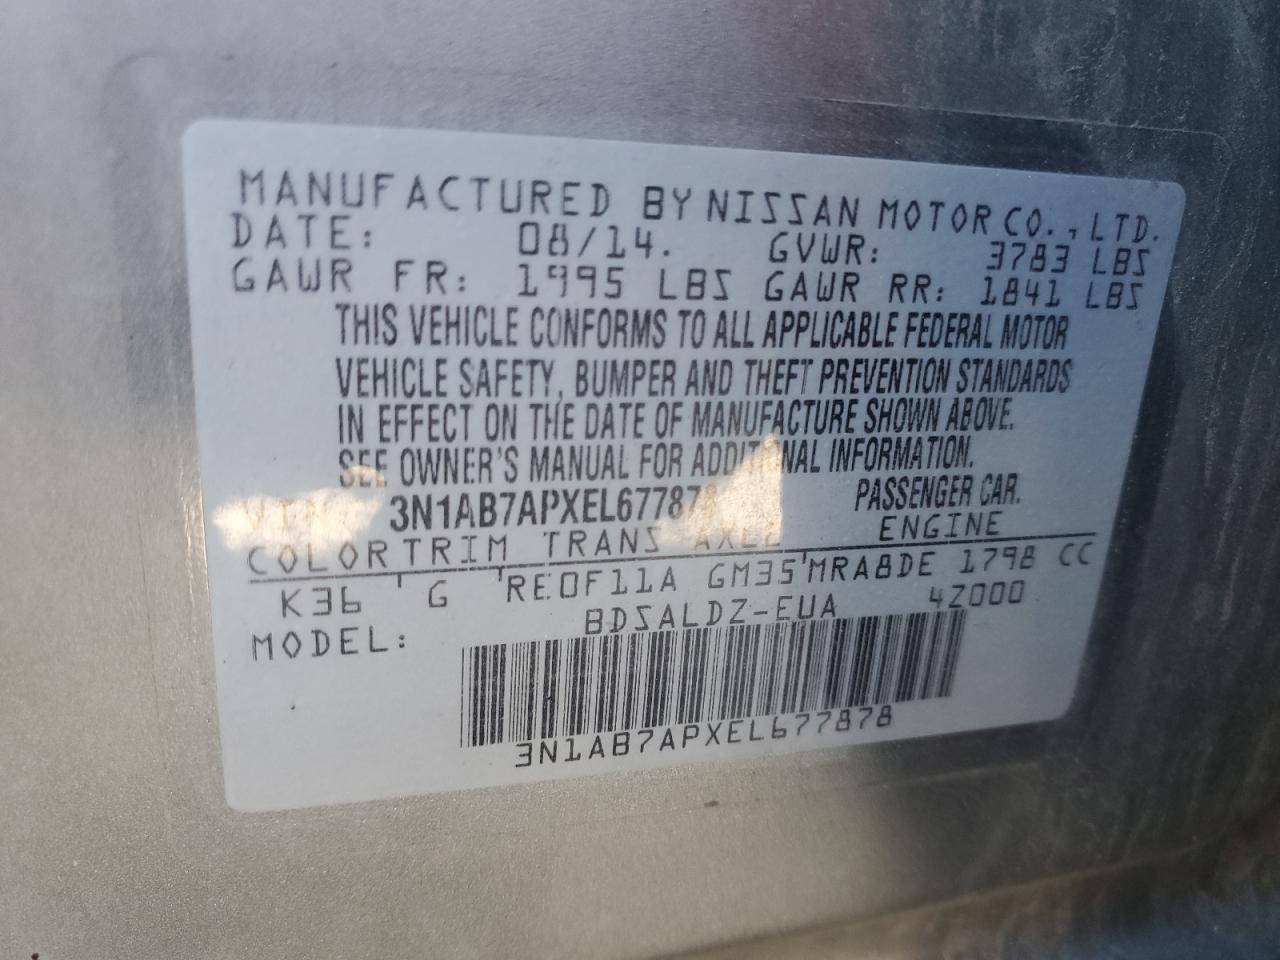 MANUFACTURED BY NISSAN MOTOR CO., LTD.
DATE: 08/14. GVWR: 3783 LBS
GAWR FR: 1995 LBS GAWR RR: 1841 LBS
THIS VEHICLE CONFORMS TO ALL APPLICABLE FEDERAL MOTOR
VEHICLE SAFETY, BUMPER AND THEFT PREVENTION STANDARDS
IN EFFECT ON THE DATE OF MANUFACTURE SHOWN ABOVE.
SEE OWNER'S MANUAL FOR ADDITIONAL INFORMATION.
3N1AB7APXEL677878 PASSENGER CAR.
COLOR TRIM TRANS AXLE ENGINE
K36 G RE0F11A GM35 MRA8DE 1798 CC
MODEL: BDSALDZ-EUA 4Z000
3N1AB7APXEL677878